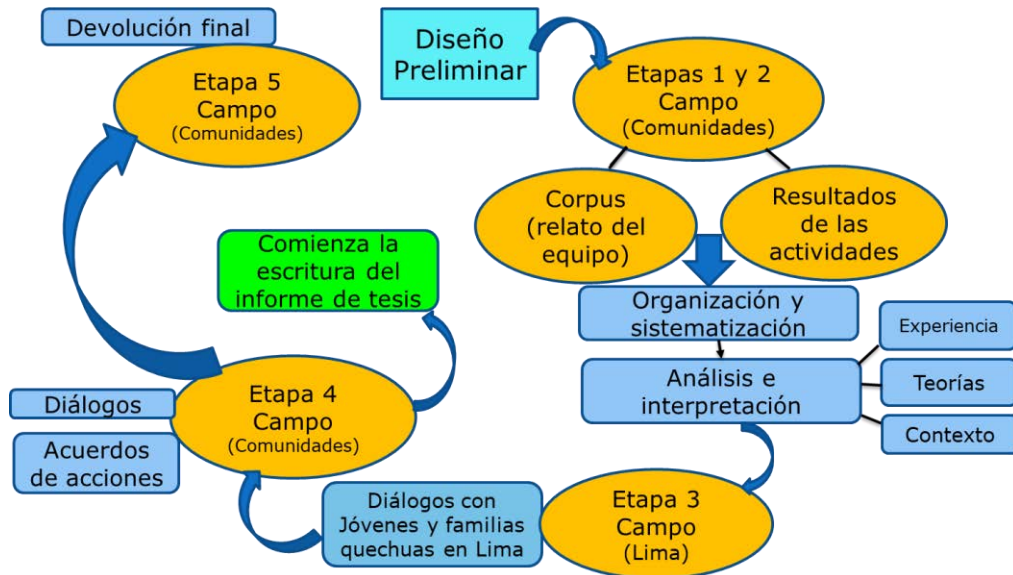 Diseño
Preliminar
Etapas 1 y 2
Campo
(Comunidades)
Corpus
(relato del
equipo)
Resultados
de las
actividades
Organización y
sistematización
Análisis e
interpretación
Experiencia
Teorías
Contexto
Etapa 3
Campo
(Lima)
Diálogos con
Jóvenes y familias
quechuas en Lima
Etapa 4
Campo
(Comunidades)
Diálogos
Acuerdos
de acciones
Comienza la
escritura del
informe de tesis
Etapa 5
Campo
(Comunidades)
Devolución final